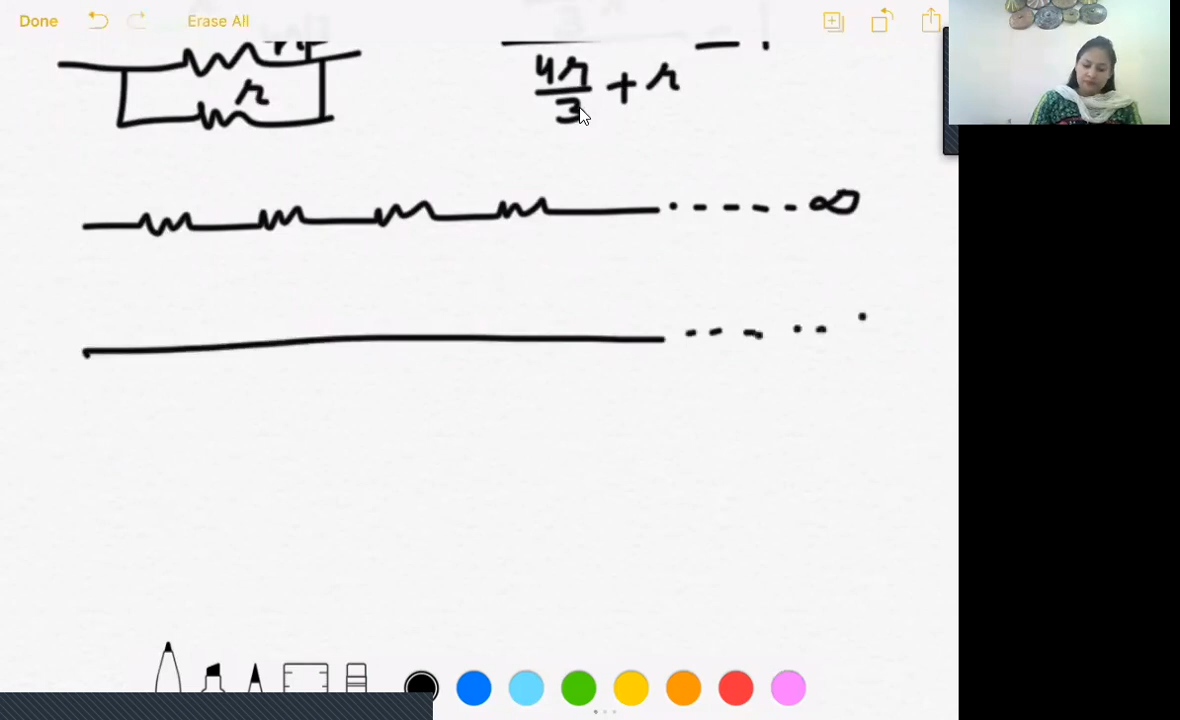 Done Erase All
r
4r/3 + r
r
∞